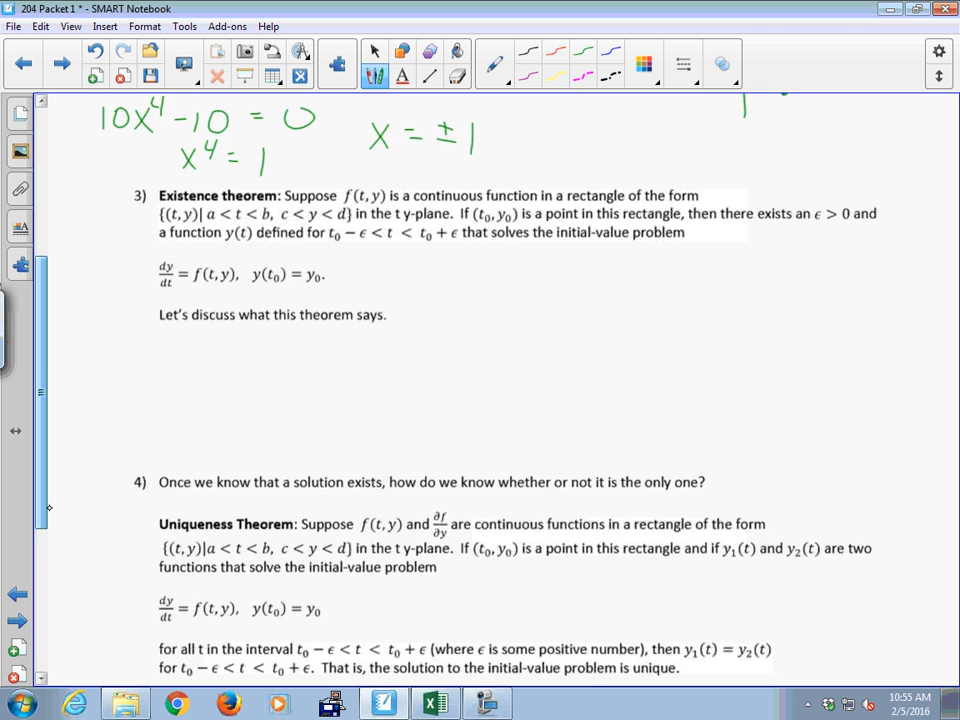 204 Packet 1 * - SMART Notebook
File Edit View Insert Format Tools Add-ons Help
10x⁴ - 10 = 0
x = ± 1
x⁴ = 1
3) Existence theorem: Suppose f(t, y) is a continuous function in a rectangle of the form
{(t, y)| a < t < b, c < y < d} in the t y-plane. If (t₀, y₀) is a point in this rectangle, then there exists an ϵ > 0 and
a function y(t) defined for t₀ − ϵ < t < t₀ + ϵ that solves the initial-value problem
dy/dt = f(t, y), y(t₀) = y₀.
Let's discuss what this theorem says.
4) Once we know that a solution exists, how do we know whether or not it is the only one?
Uniqueness Theorem: Suppose f(t, y) and ∂f/∂y are continuous functions in a rectangle of the form
{(t, y)|a < t < b, c < y < d} in the t y-plane. If (t₀, y₀) is a point in this rectangle and if y₁(t) and y₂(t) are two
functions that solve the initial-value problem
dy/dt = f(t, y), y(t₀) = y₀
for all t in the interval t₀ − ϵ < t < t₀ + ϵ (where ϵ is some positive number), then y₁(t) = y₂(t)
for t₀ − ϵ < t < t₀ + ϵ. That is, the solution to the initial-value problem is unique.
10:55 AM
2/5/2016